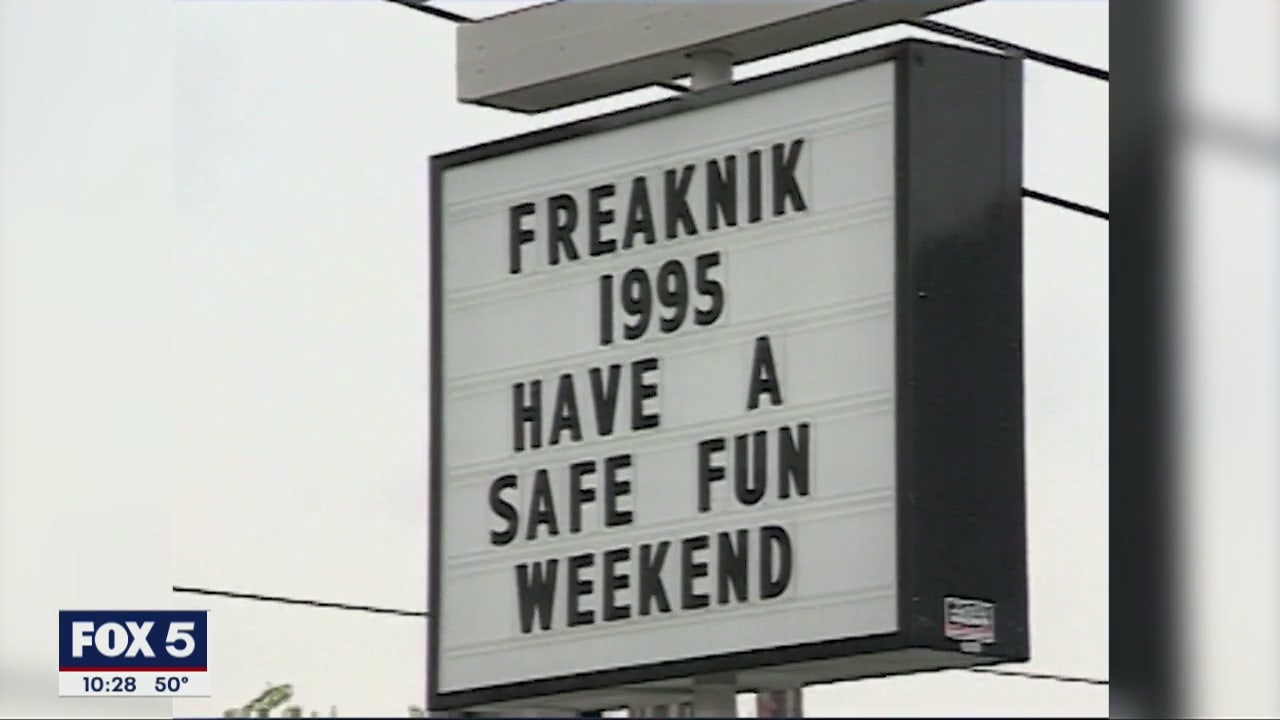 FREAKNIK
1995
HAVE A
SAFE FUN
WEEKEND
FOX 5
10:28 50°